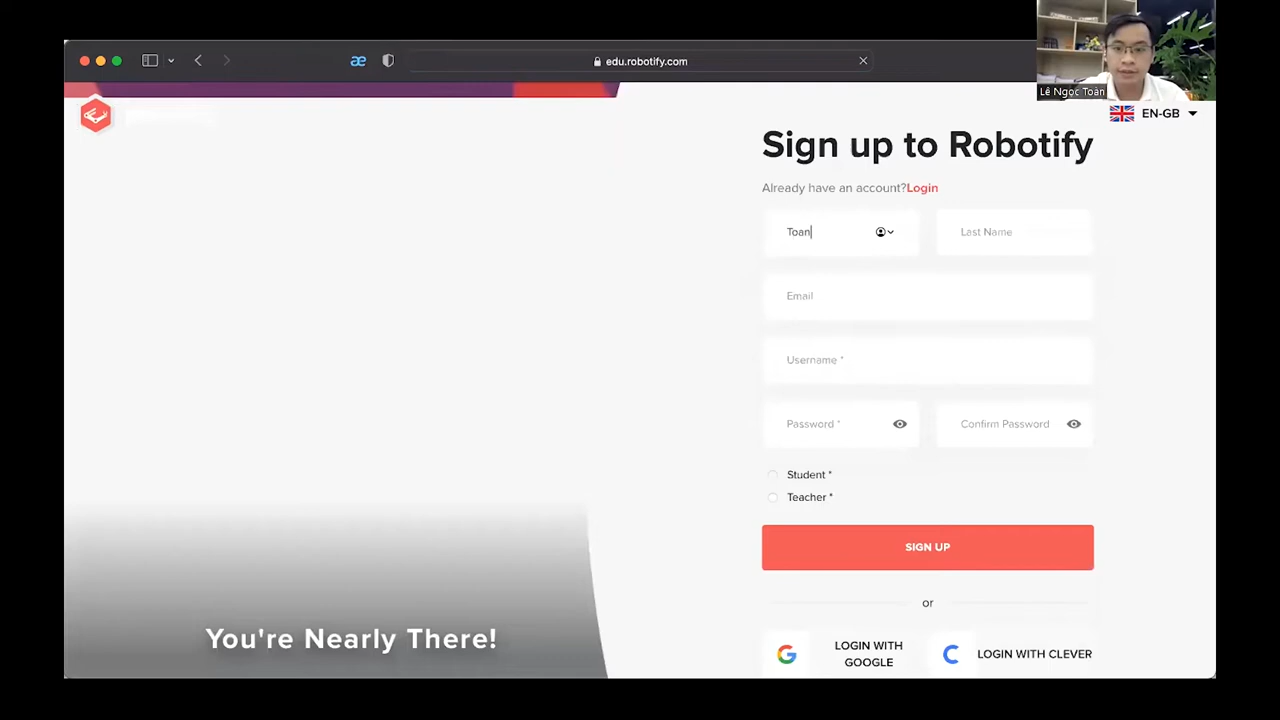 æ
edu.robotify.com
Lê Ngọc Toàn
EN-GB
Sign up to Robotify
Already have an account?Login
Toan
Last Name
Email
Username *
Password *
Confirm Password
Student *
Teacher *
SIGN UP
or
You're Nearly There!
LOGIN WITH
GOOGLE
LOGIN WITH CLEVER